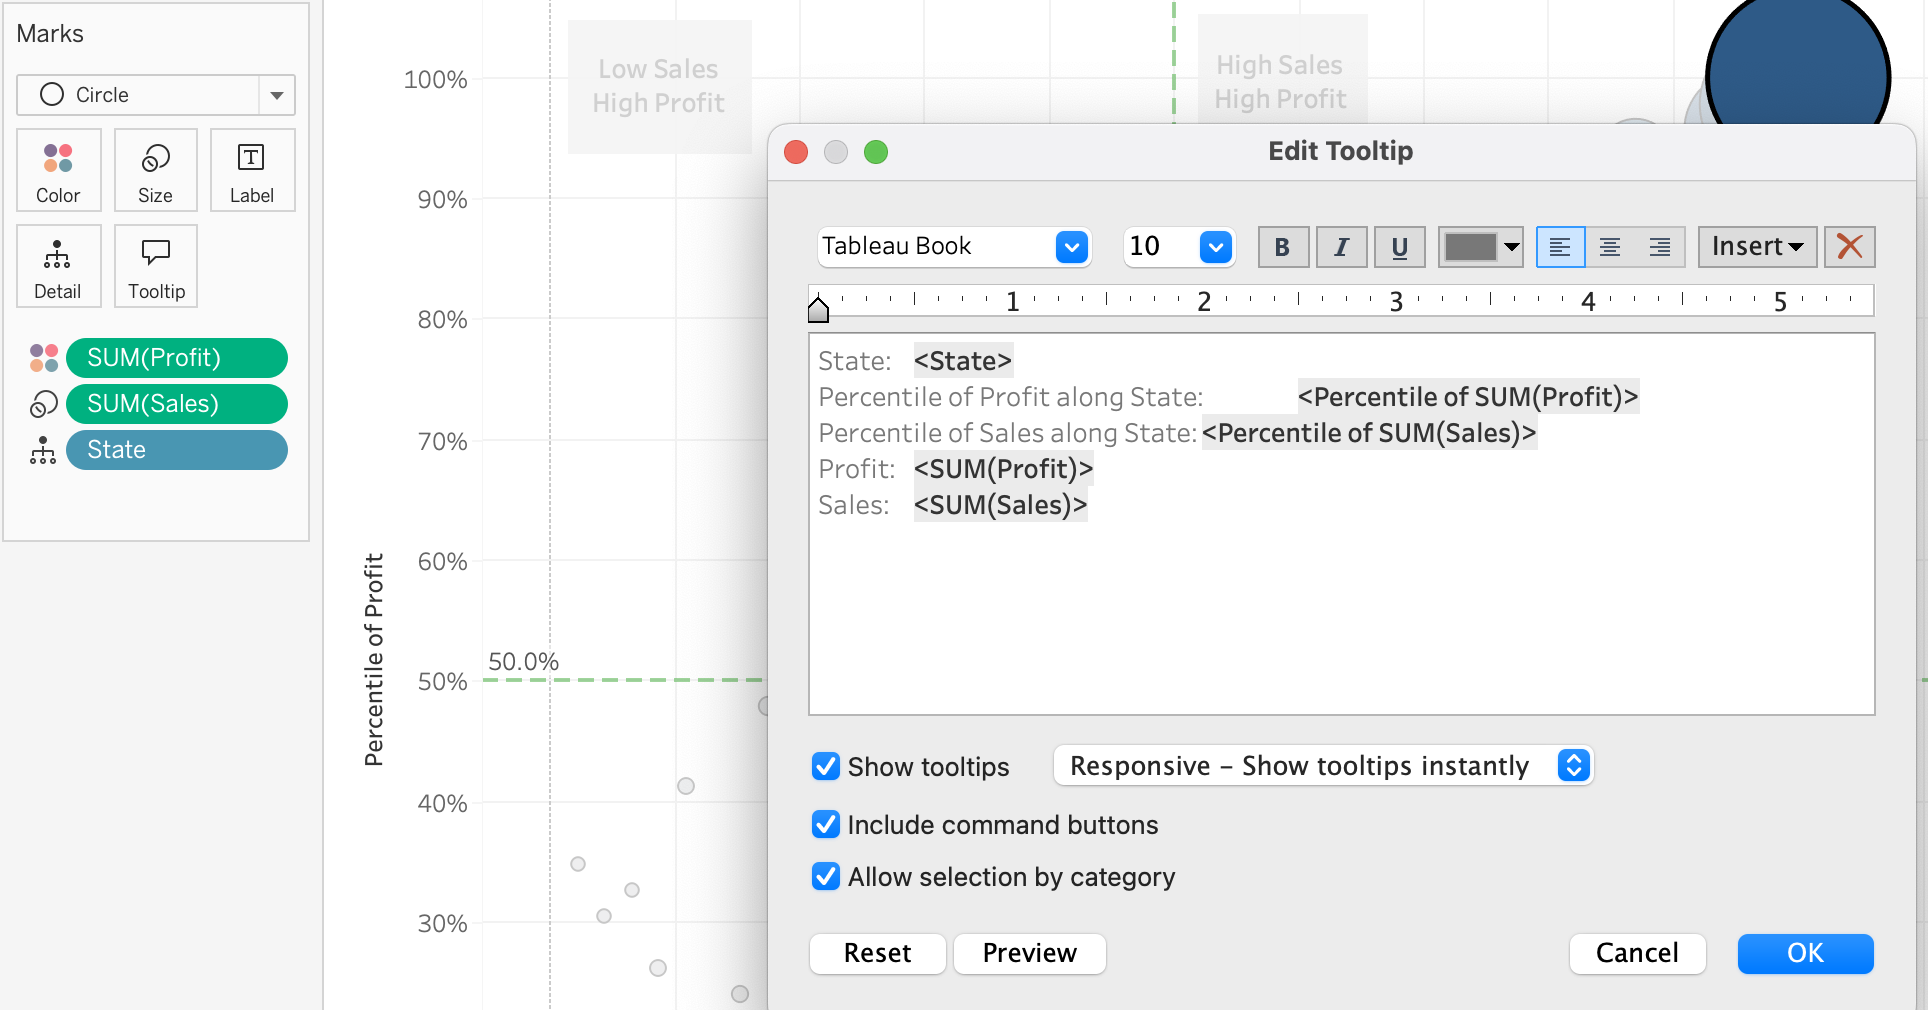 Marks
Circle
Color
Size
Label
Detail
Tooltip
SUM(Profit)
SUM(Sales)
State
Percentile of Profit
100%
90%
80%
70%
60%
50.0%
50%
40%
30%
Low Sales
High Profit
High Sales
High Profit
Edit Tooltip
Tableau Book
10
B I U
Insert
1 2 3 4 5
State: <State>
Percentile of Profit along State: <Percentile of SUM(Profit)>
Percentile of Sales along State: <Percentile of SUM(Sales)>
Profit: <SUM(Profit)>
Sales: <SUM(Sales)>
Show tooltips
Responsive – Show tooltips instantly
Include command buttons
Allow selection by category
Reset
Preview
Cancel
OK